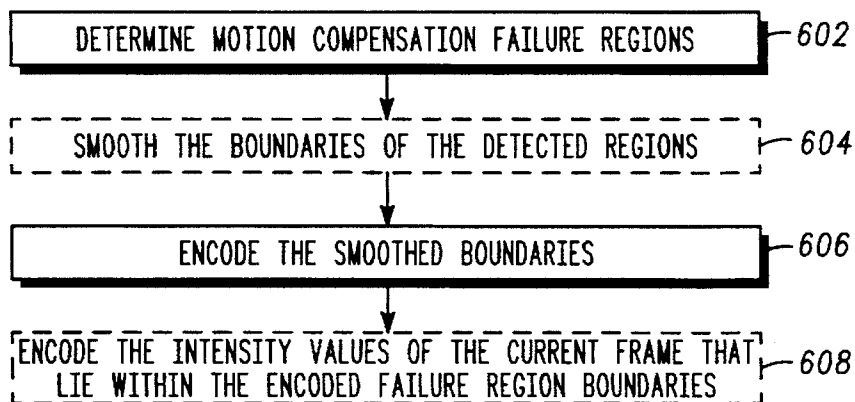 DETERMINE MOTION COMPENSATION FAILURE REGIONS 602
SMOOTH THE BOUNDARIES OF THE DETECTED REGIONS 604
ENCODE THE SMOOTHED BOUNDARIES 606
ENCODE THE INTENSITY VALUES OF THE CURRENT FRAME THAT
LIE WITHIN THE ENCODED FAILURE REGION BOUNDARIES 608